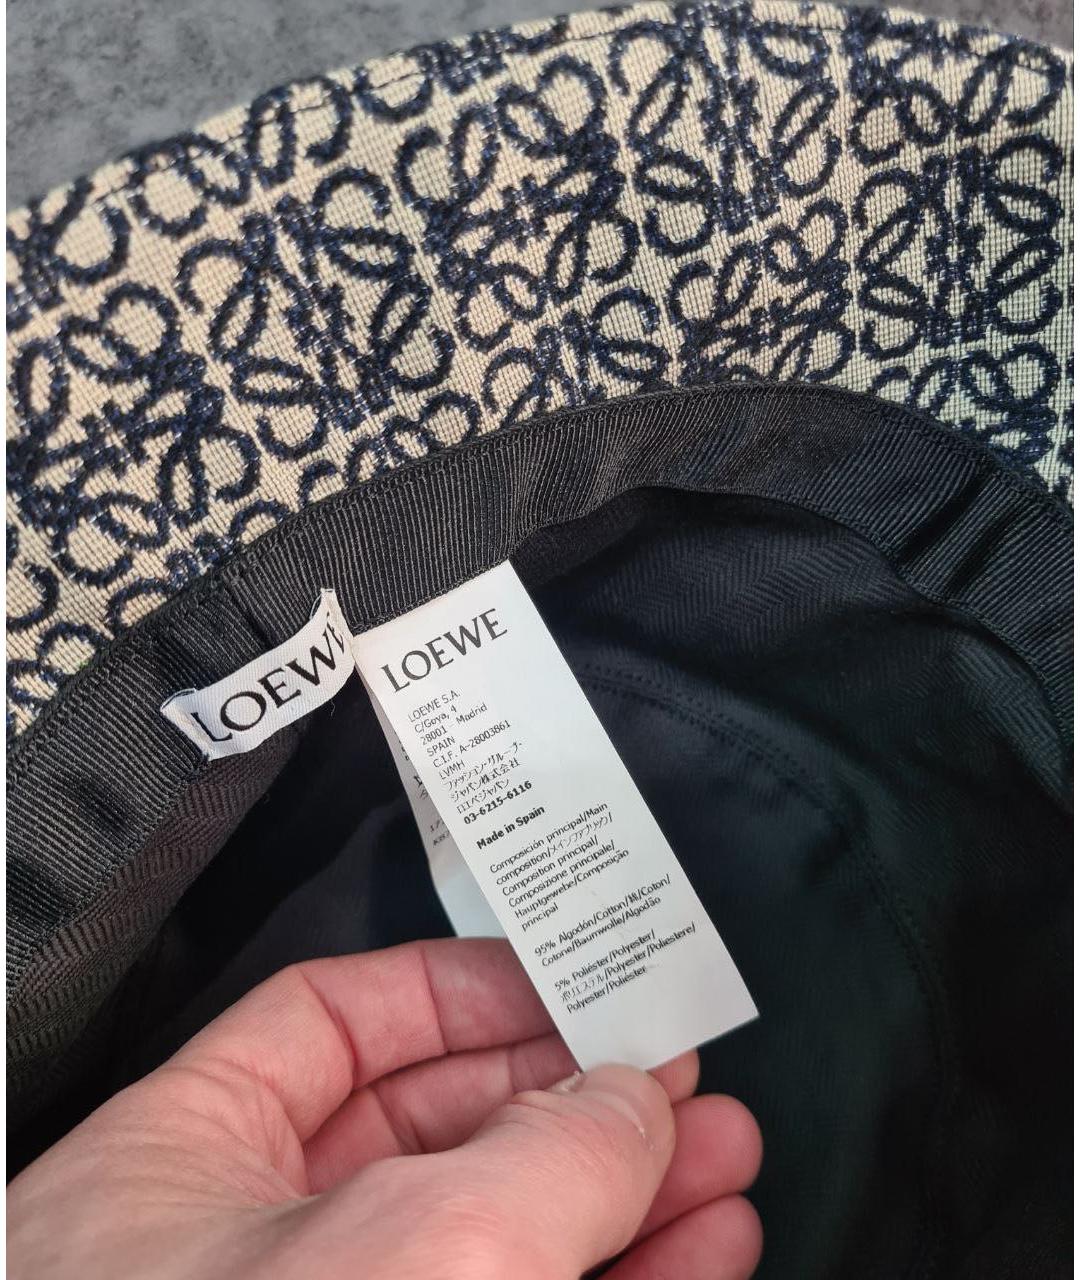 LOEWE
LOEWE
LOEWE S.A.
C/Goya, 4
28001 - Madrid
SPAIN
C.I.F. A-28003861
LVMH
ファッション・グループ・
ジャパン株式会社
ロエベジャパン
03-6215-6116
Made in Spain
Composición principal/Main
composition/メインファブリック/
Composition principal/
Composizione principale/
Hauptgewebe/Composição
principal
95% Algodón/Cotton/綿/Coton/
Cotone/Baumwolle/Algodão
5% Poliéster/Polyester/
ポリエステル/Polyester/Poliestere/
Polyester/Poliéster